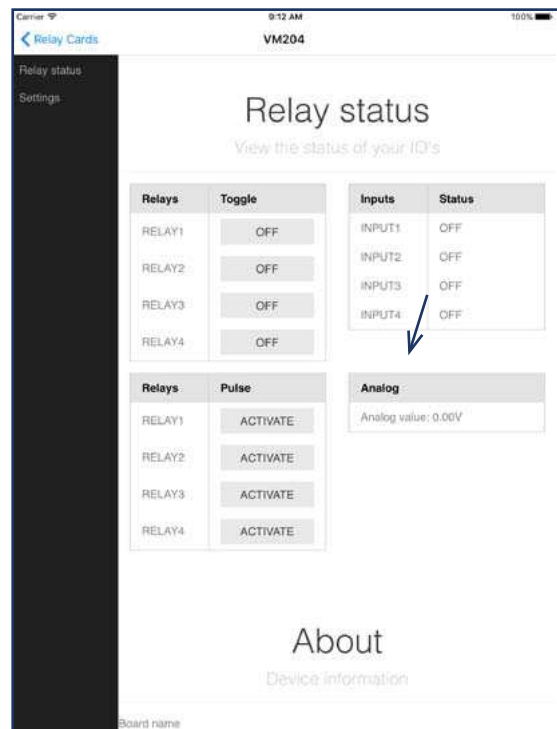 Carrier 9:12 AM 100%
Relay Cards VM204
Relay status
Settings
Relay status
View the status of your IO's
Relays Toggle
RELAY1 OFF
RELAY2 OFF
RELAY3 OFF
RELAY4 OFF
Inputs Status
INPUT1 OFF
INPUT2 OFF
INPUT3 OFF
INPUT4 OFF
Relays Pulse
RELAY1 ACTIVATE
RELAY2 ACTIVATE
RELAY3 ACTIVATE
RELAY4 ACTIVATE
Analog
Analog value: 0.00V
About
Device information
Board name